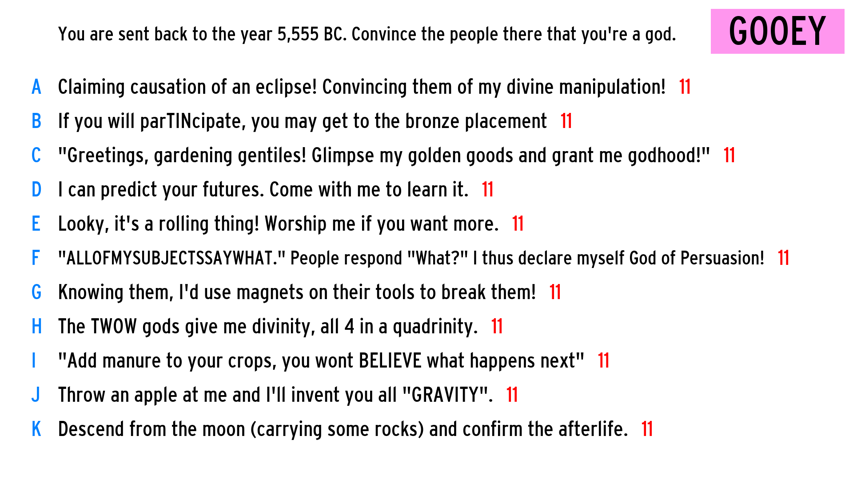 You are sent back to the year 5,555 BC. Convince the people there that you're a god.
GOOEY
A Claiming causation of an eclipse! Convincing them of my divine manipulation! 11
B If you will parTINcipate, you may get to the bronze placement 11
C "Greetings, gardening gentiles! Glimpse my golden goods and grant me godhood!" 11
D I can predict your futures. Come with me to learn it. 11
E Looky, it's a rolling thing! Worship me if you want more. 11
F "ALLOFMYSUBJECTSSAYWHAT." People respond "What?" I thus declare myself God of Persuasion! 11
G Knowing them, I'd use magnets on their tools to break them! 11
H The TWOW gods give me divinity, all 4 in a quadrinity. 11
I "Add manure to your crops, you wont BELIEVE what happens next" 11
J Throw an apple at me and I'll invent you all "GRAVITY". 11
K Descend from the moon (carrying some rocks) and confirm the afterlife. 11